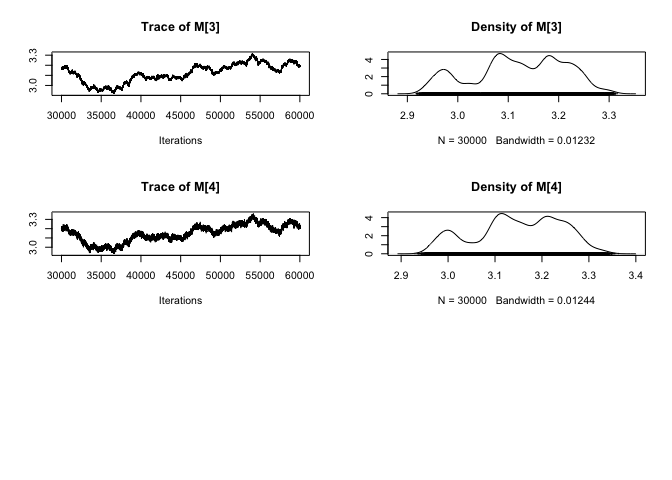 Trace of M[3]
3.3
3.0
30000 35000 40000 45000 50000 55000 60000
Iterations
Density of M[3]
4
2
0
2.9 3.0 3.1 3.2 3.3
N = 30000 Bandwidth = 0.01232
Trace of M[4]
3.3
3.0
30000 35000 40000 45000 50000 55000 60000
Iterations
Density of M[4]
4
2
0
2.9 3.0 3.1 3.2 3.3 3.4
N = 30000 Bandwidth = 0.01244